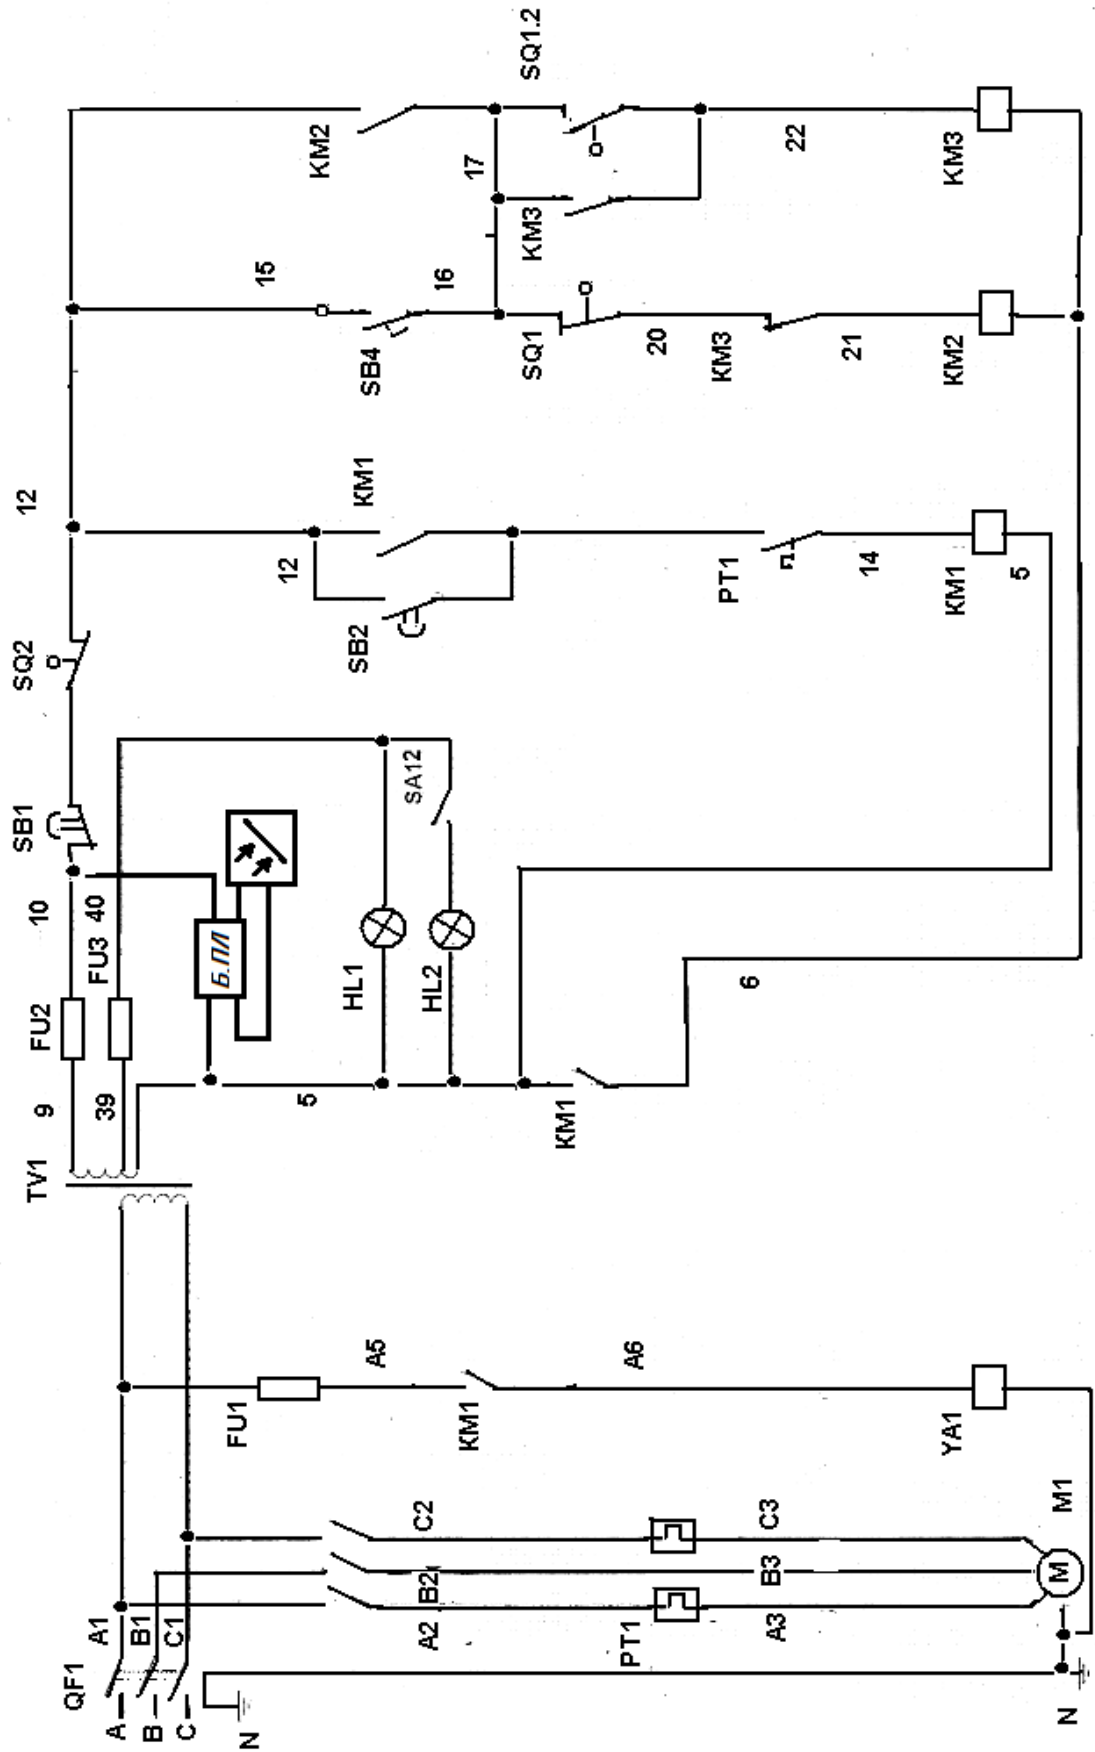 QF1
A
B
C
N
A1
B1
C1
A2
B2
C2
PT1
A3
B3
C3
M
M1
N
FU1
A5
KM1
A6
YA1
TV1
9
39
FU2
FU3
10
40
5
Б.ПЛ
HL1
HL2
SA12
KM1
6
SB1
SQ2
12
12
SB2
KM1
PT1
14
KM1
5
15
SB4
16
SQ1
20
KM3
21
KM2
KM2
17
KM3
SQ1.2
22
KM3